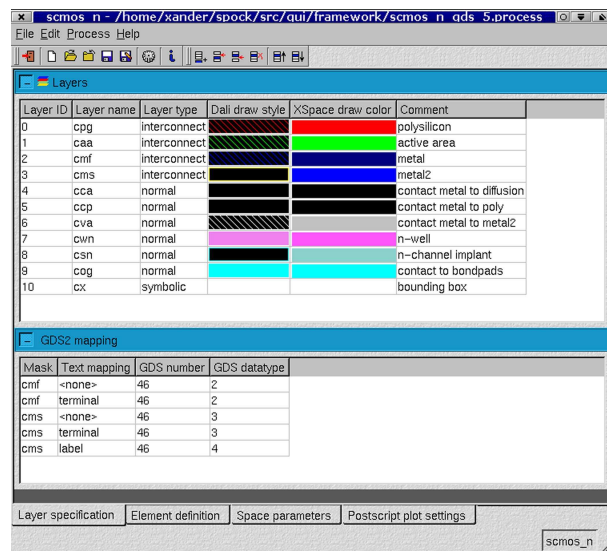 scmos_n - /home/xander/spock/src/gui/framework/scmos_n_gds_5.process
File Edit Process Help
Layers
Layer ID Layer name Layer type Dali draw style XSpace draw color Comment
0 cpg interconnect polysilicon
1 caa interconnect active area
2 cmf interconnect metal
3 cms interconnect metal2
4 cca normal contact metal to diffusion
5 ccp normal contact metal to poly
6 cva normal contact metal to metal2
7 cwn normal n-well
8 csn normal n-channel implant
9 cog normal contact to bondpads
10 cx symbolic bounding box
GDS2 mapping
Mask Text mapping GDS number GDS datatype
cmf <none> 46 2
cmf terminal 46 2
cms <none> 46 3
cms terminal 46 3
cms label 46 4
Layer specification Element definition Space parameters Postscript plot settings
scmos_n